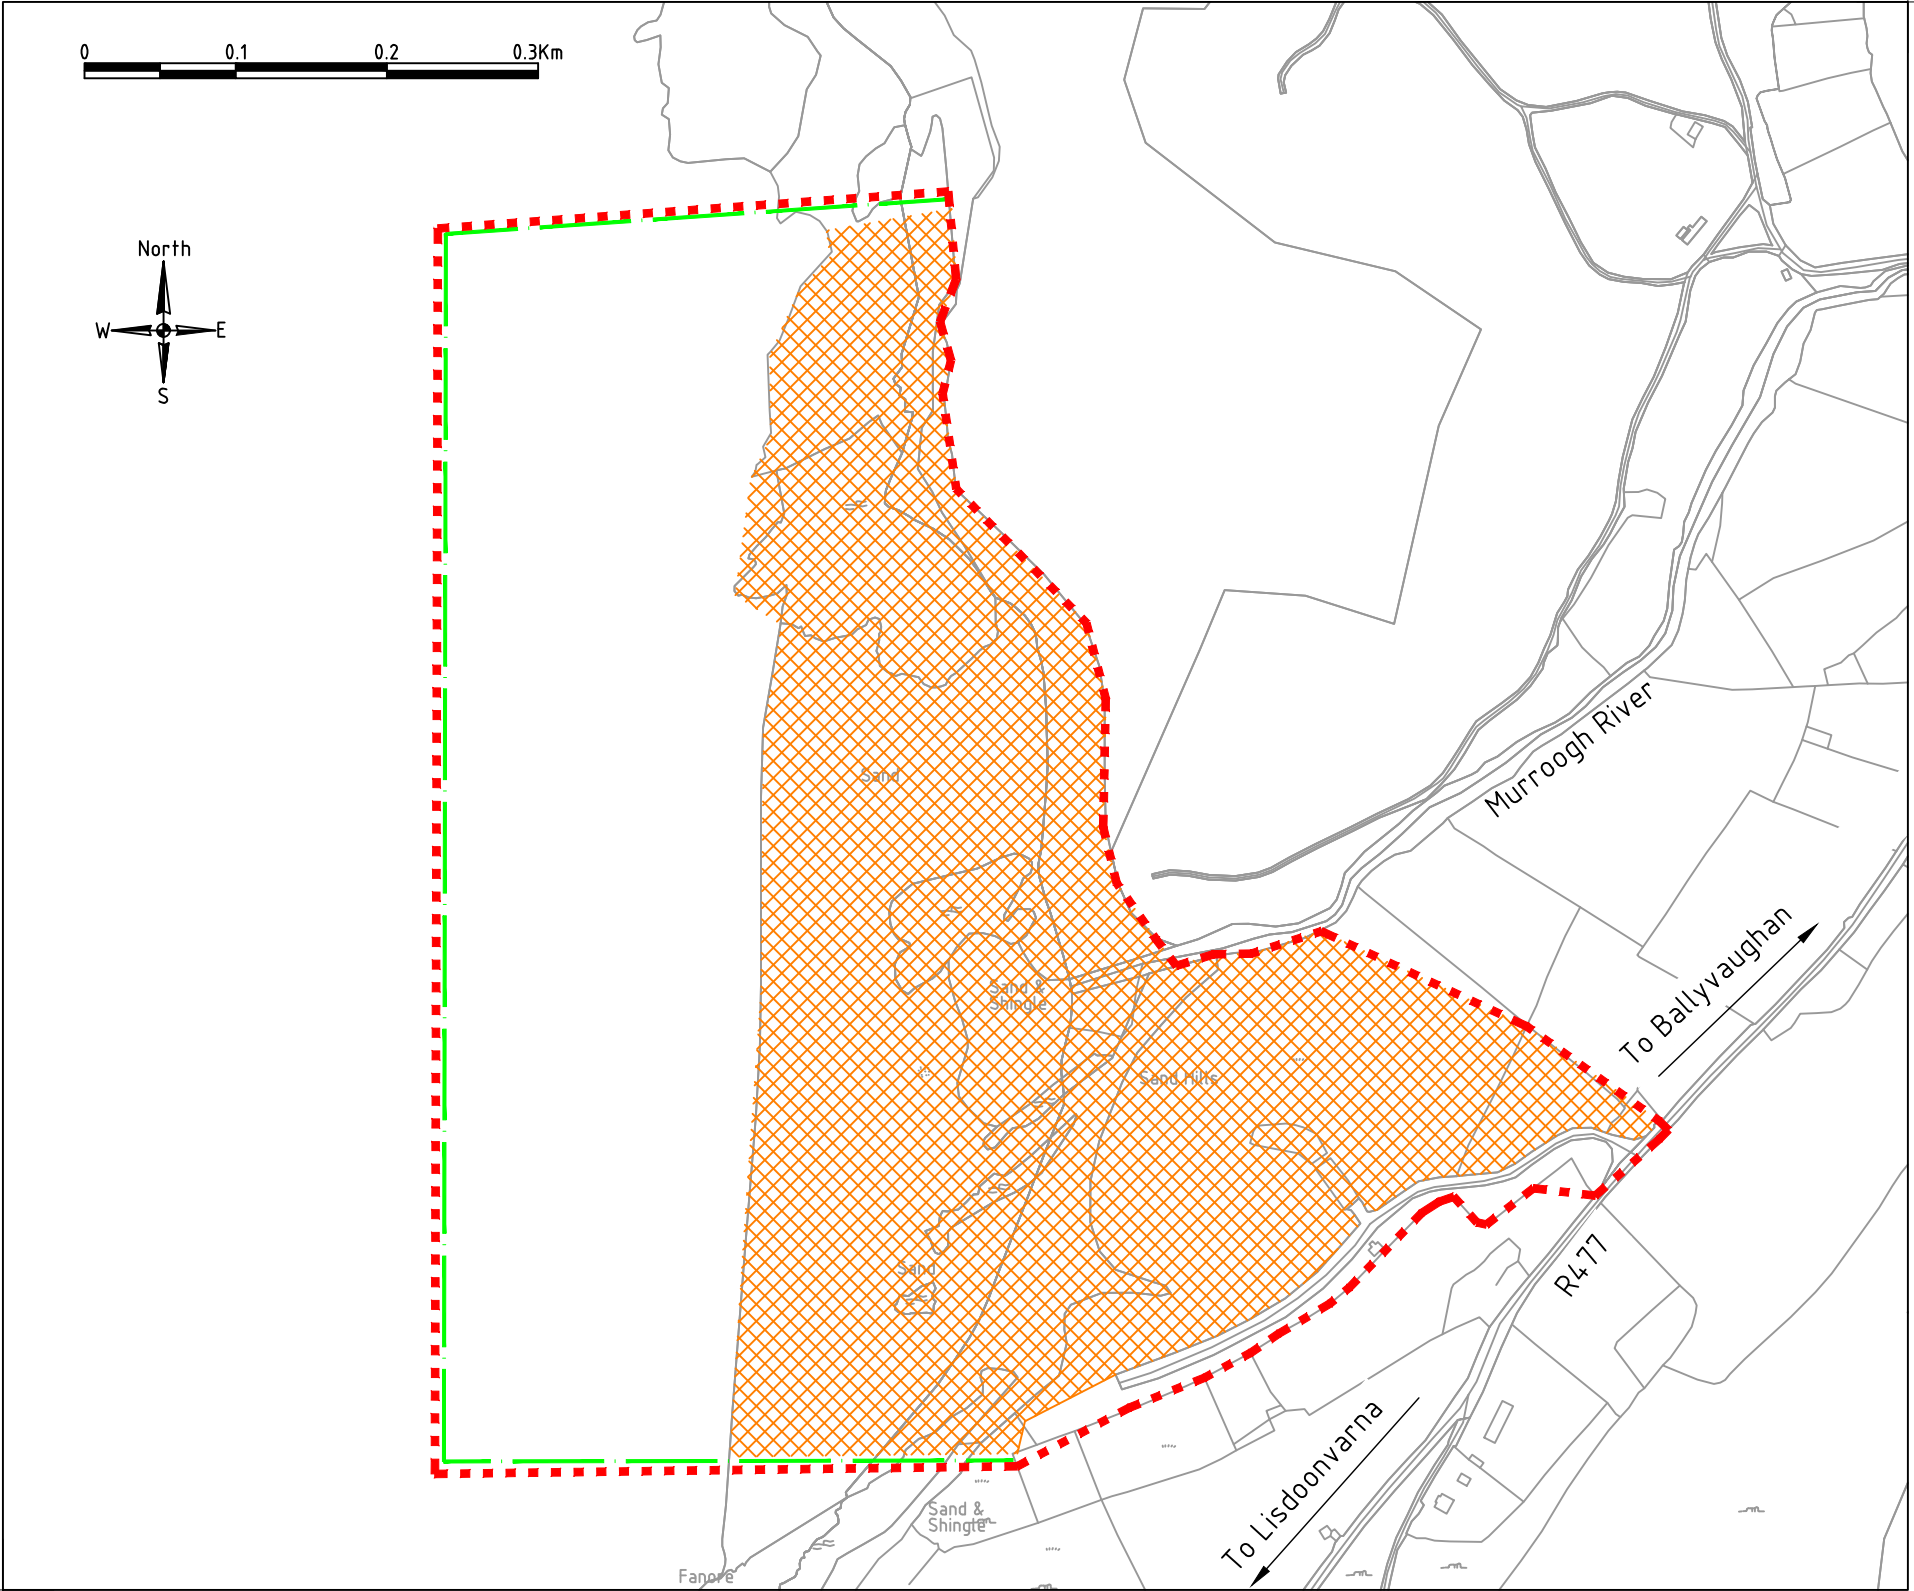 0 0.1 0.2 0.3Km
North
W E
S
Murroogh River
Sand
To Ballyvaughan
Sand &
Shingle
Sand Hills
R477
Sand
To Lisdoonvarna
Sand &
Shingle
Fanore